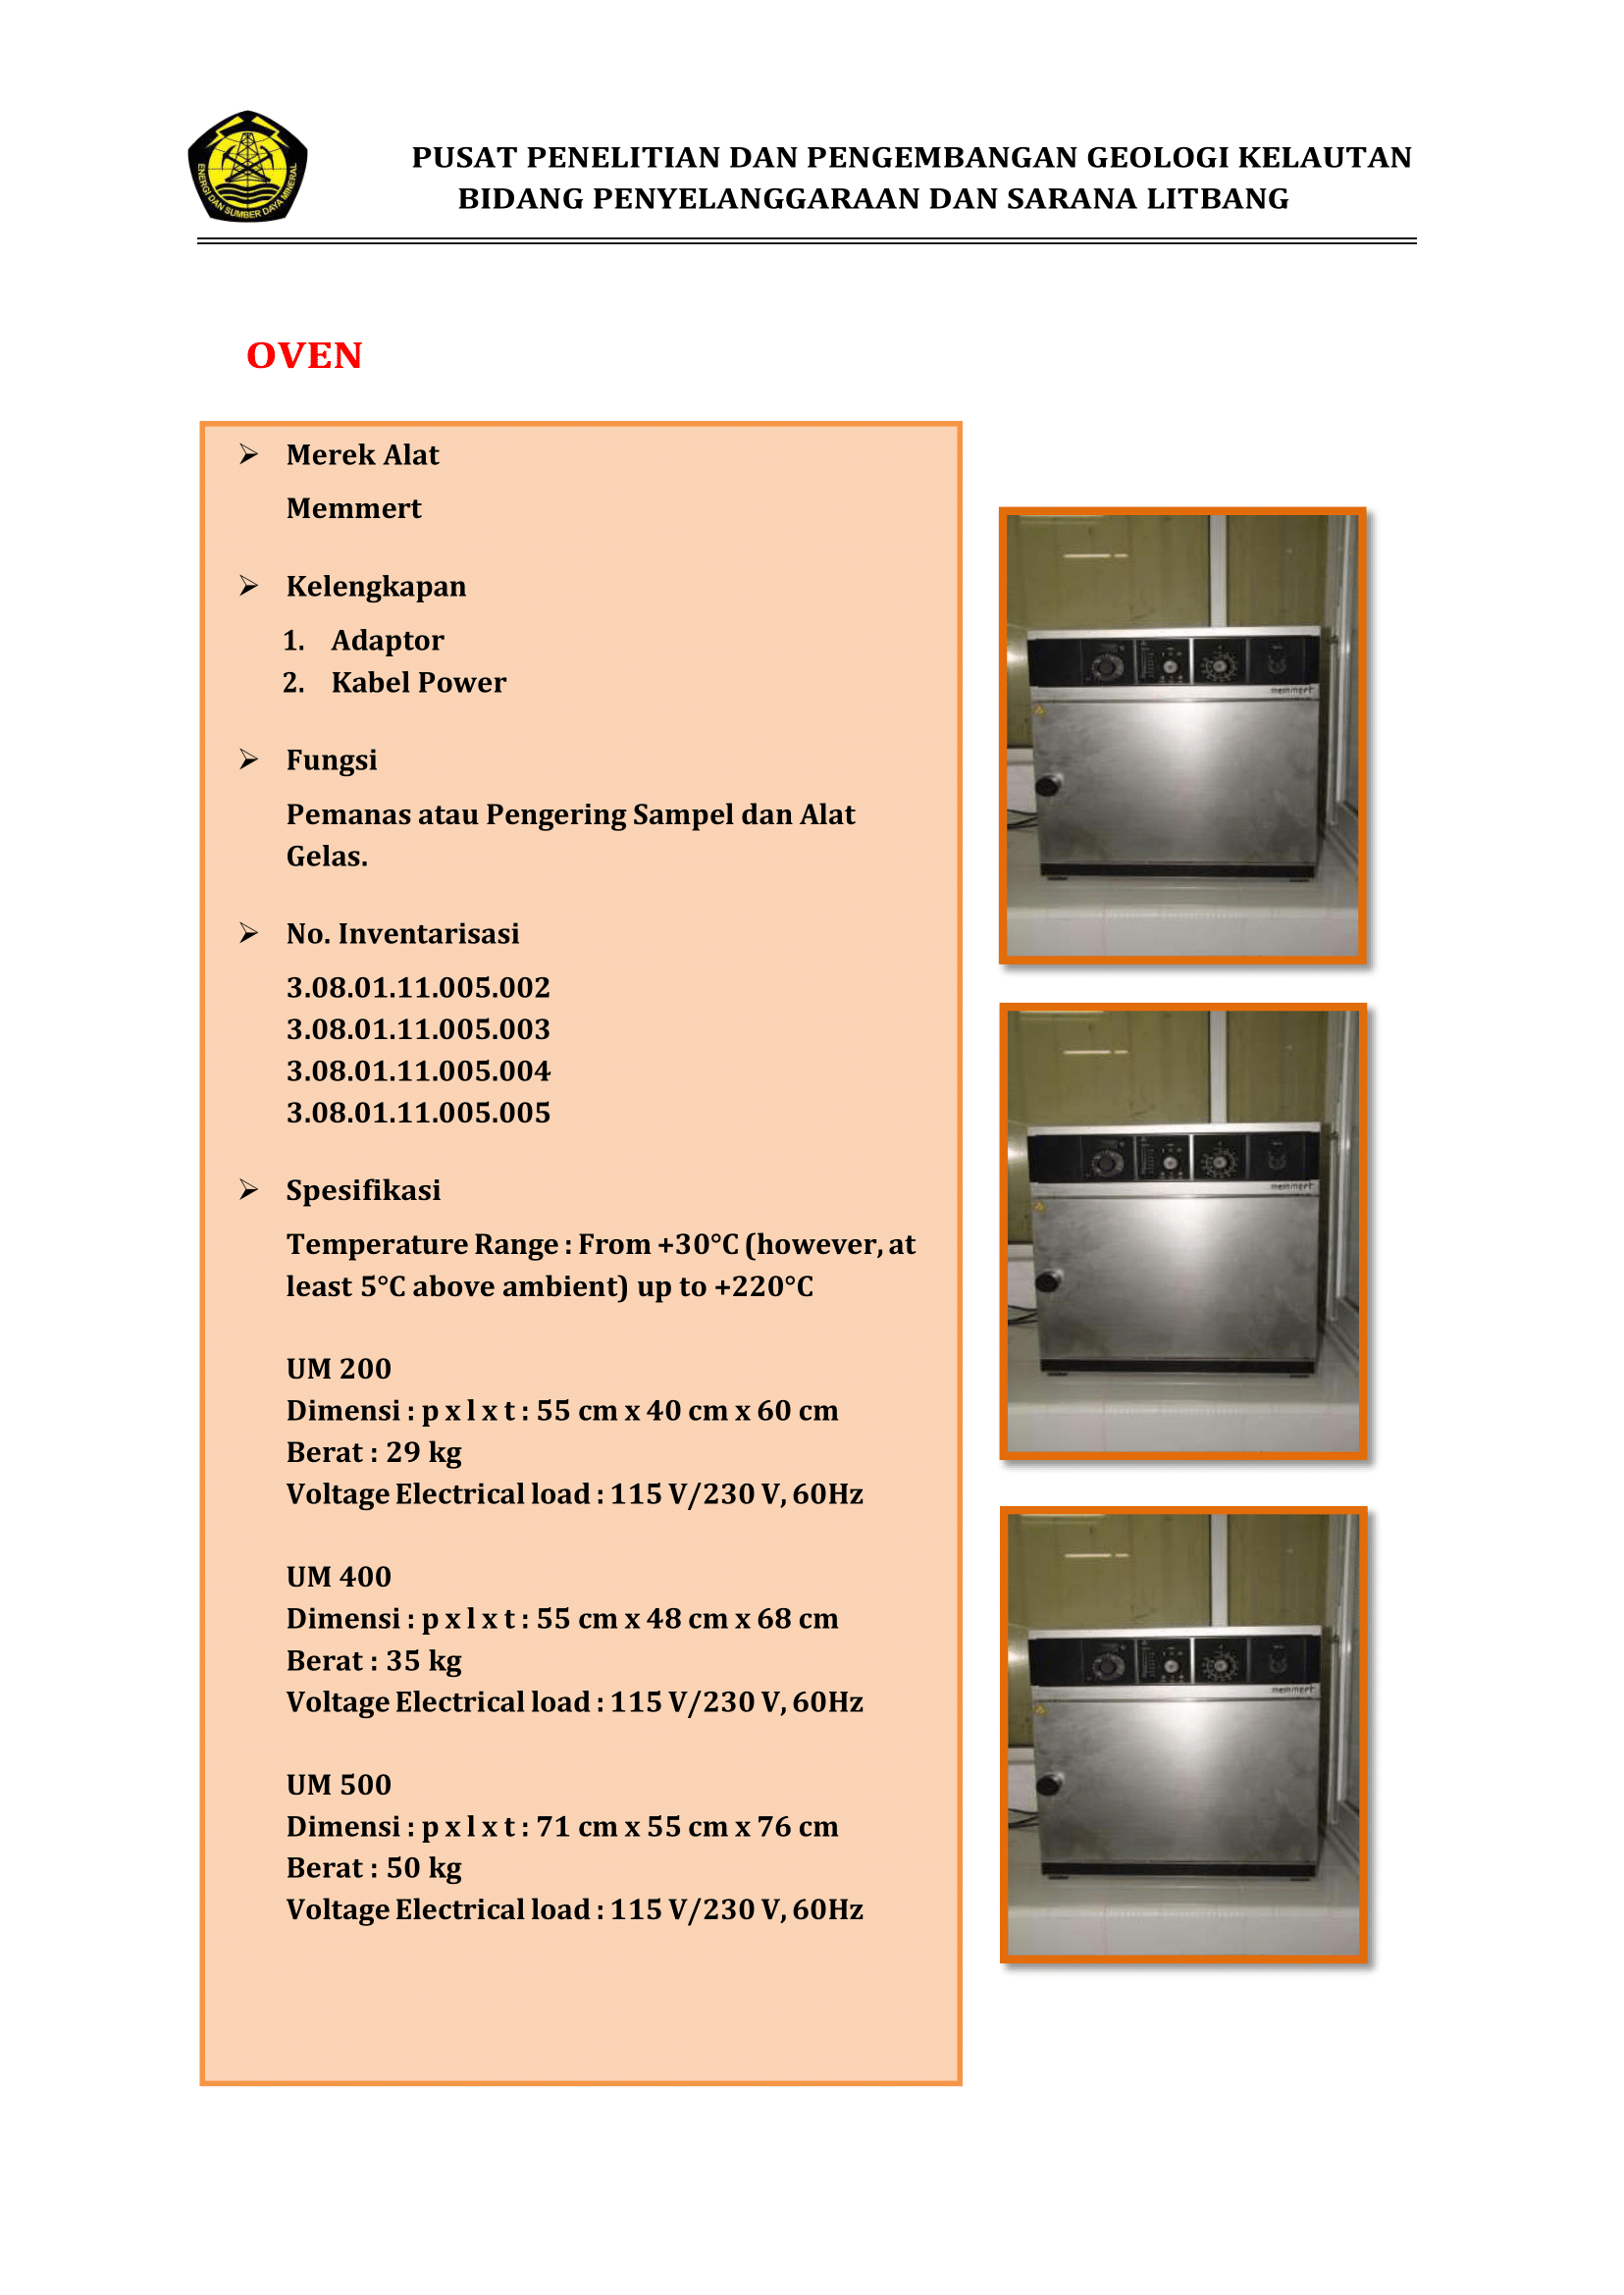 ENERGI DAN SUMBER DAYA MINERAL
PUSAT PENELITIAN DAN PENGEMBANGAN GEOLOGI KELAUTAN
BIDANG PENYELANGGARAAN DAN SARANA LITBANG
OVEN
➢ Merek Alat
Memmert
➢ Kelengkapan
1. Adaptor
2. Kabel Power
➢ Fungsi
Pemanas atau Pengering Sampel dan Alat
Gelas.
➢ No. Inventarisasi
3.08.01.11.005.002
3.08.01.11.005.003
3.08.01.11.005.004
3.08.01.11.005.005
➢ Spesifikasi
Temperature Range : From +30°C (however, at
least 5°C above ambient) up to +220°C
UM 200
Dimensi : p x l x t : 55 cm x 40 cm x 60 cm
Berat : 29 kg
Voltage Electrical load : 115 V/230 V, 60Hz
UM 400
Dimensi : p x l x t : 55 cm x 48 cm x 68 cm
Berat : 35 kg
Voltage Electrical load : 115 V/230 V, 60Hz
UM 500
Dimensi : p x l x t : 71 cm x 55 cm x 76 cm
Berat : 50 kg
Voltage Electrical load : 115 V/230 V, 60Hz
memmert
memmert
memmert